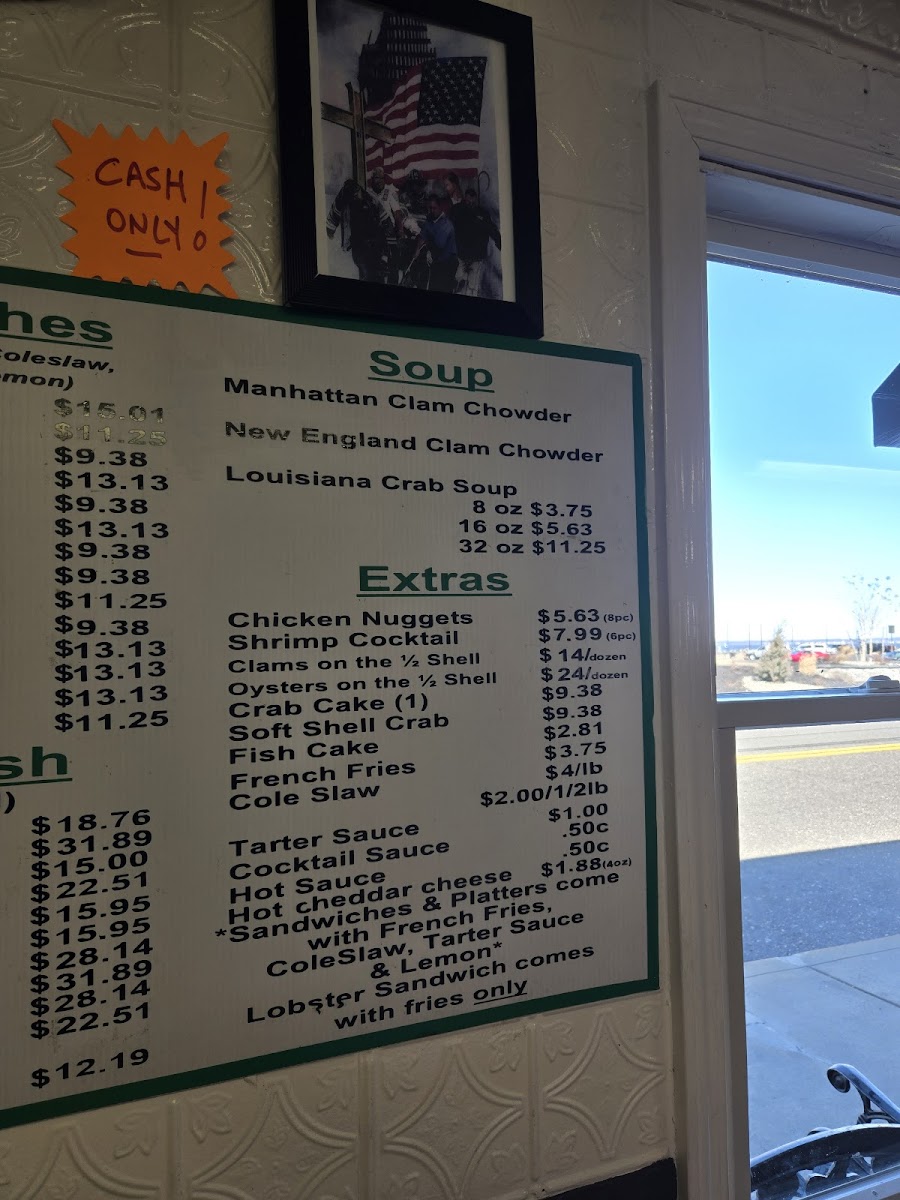 CASH!
ONLY!
hes
Coleslaw,
emon)
$15.01
$11.25
$9.38
$13.13
$9.38
$13.13
$9.38
$9.38
$11.25
$9.38
$13.13
$13.13
$13.13
$11.25
sh
)
$18.76
$31.89
$15.00
$22.51
$15.95
$15.95
$28.14
$31.89
$28.14
$22.51
$12.19
Soup
Manhattan Clam Chowder
New England Clam Chowder
Louisiana Crab Soup
8 oz $3.75
16 oz $5.63
32 oz $11.25
Extras
Chicken Nuggets $5.63 (8pc)
Shrimp Cocktail $7.99 (6pc)
Clams on the ½ Shell $14/dozen
Oysters on the ½ Shell $24/dozen
Crab Cake (1) $9.38
Soft Shell Crab $9.38
Fish Cake $2.81
French Fries $3.75
Cole Slaw $4/lb
$2.00/1/2lb
Tarter Sauce $1.00
Cocktail Sauce .50c
Hot Sauce .50c
Hot cheddar cheese $1.88(4oz)
*Sandwiches & Platters come
with French Fries,
ColeSlaw, Tarter Sauce
& Lemon*
Lobster Sandwich comes
with fries only